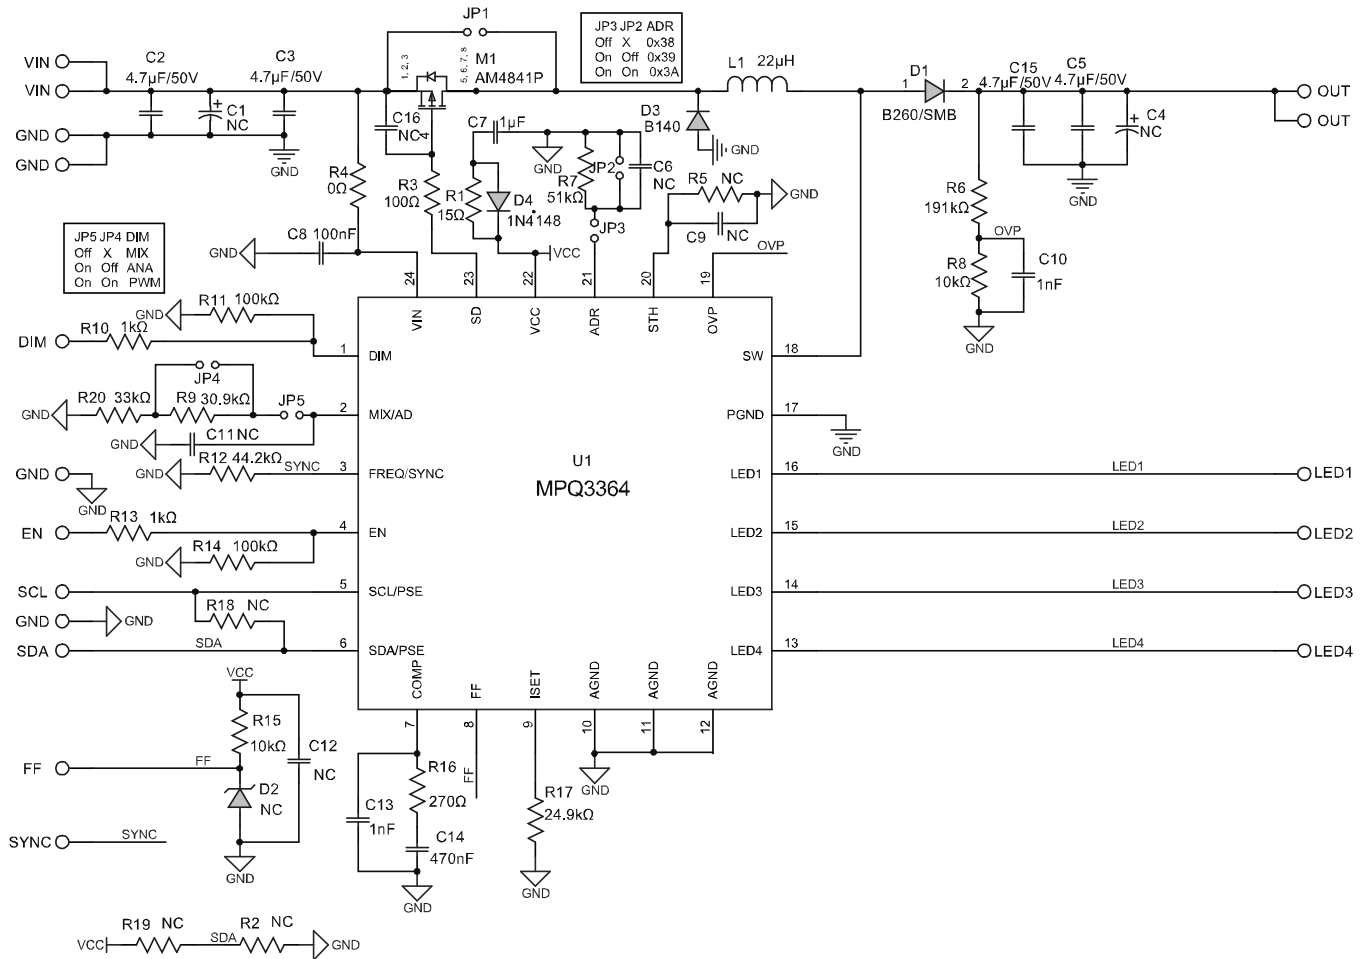 JP1
JP3 JP2 ADR
Off X 0x38
On Off 0x39
On On 0x3A
VIN
VIN
GND
GND
C2
4.7µF/50V
C3
4.7µF/50V
C1
NC
GND
1, 2, 3
5, 6, 7, 8
4
M1
AM4841P
C16
NC
R4
0Ω
R3
100Ω
C7
1µF
R1
15Ω
D4
1N4148
GND
R7
51kΩ
JP2
C6
NC
JP3
VCC
D3
B140
GND
R5
NC
GND
C9
NC
OVP
L1
22µH
1
D1
2
B260/SMB
C15
4.7µF/50V
C5
4.7µF/50V
C4
NC
GND
OUT
OUT
R6
191kΩ
OVP
R8
10kΩ
C10
1nF
GND
JP5 JP4 DIM
Off X MIX
On Off ANA
On On PWM
GND
C8 100nF
24
23
22
21
20
19
VIN
SD
VCC
ADR
STH
OVP
GND
R11
100kΩ
DIM
R10
1kΩ
1
DIM
SW
18
JP4
GND
R20
33kΩ
R9
30.9kΩ
JP5
2
MIX/AD
PGND
17
GND
GND
C11 NC
GND
R12 44.2kΩ
SYNC
3
FREQ/SYNC
U1
MPQ3364
LED1
16
LED1
LED1
GND
GND
EN
R13
1kΩ
4
EN
LED2
15
LED2
LED2
GND
R14
100kΩ
SCL
5
SCL/PSE
LED3
14
LED3
LED3
R18
NC
GND
GND
SDA
SDA
6
SDA/PSE
LED4
13
LED4
LED4
COMP
FF
ISET
AGND
AGND
AGND
7
8
9
10
11
12
VCC
R15
10kΩ
C12
NC
FF
FF
D2
NC
GND
SYNC
SYNC
FF
R16
270Ω
C13
1nF
C14
470nF
GND
R17
24.9kΩ
GND
GND
VCC
R19
NC
SDA
R2
NC
GND